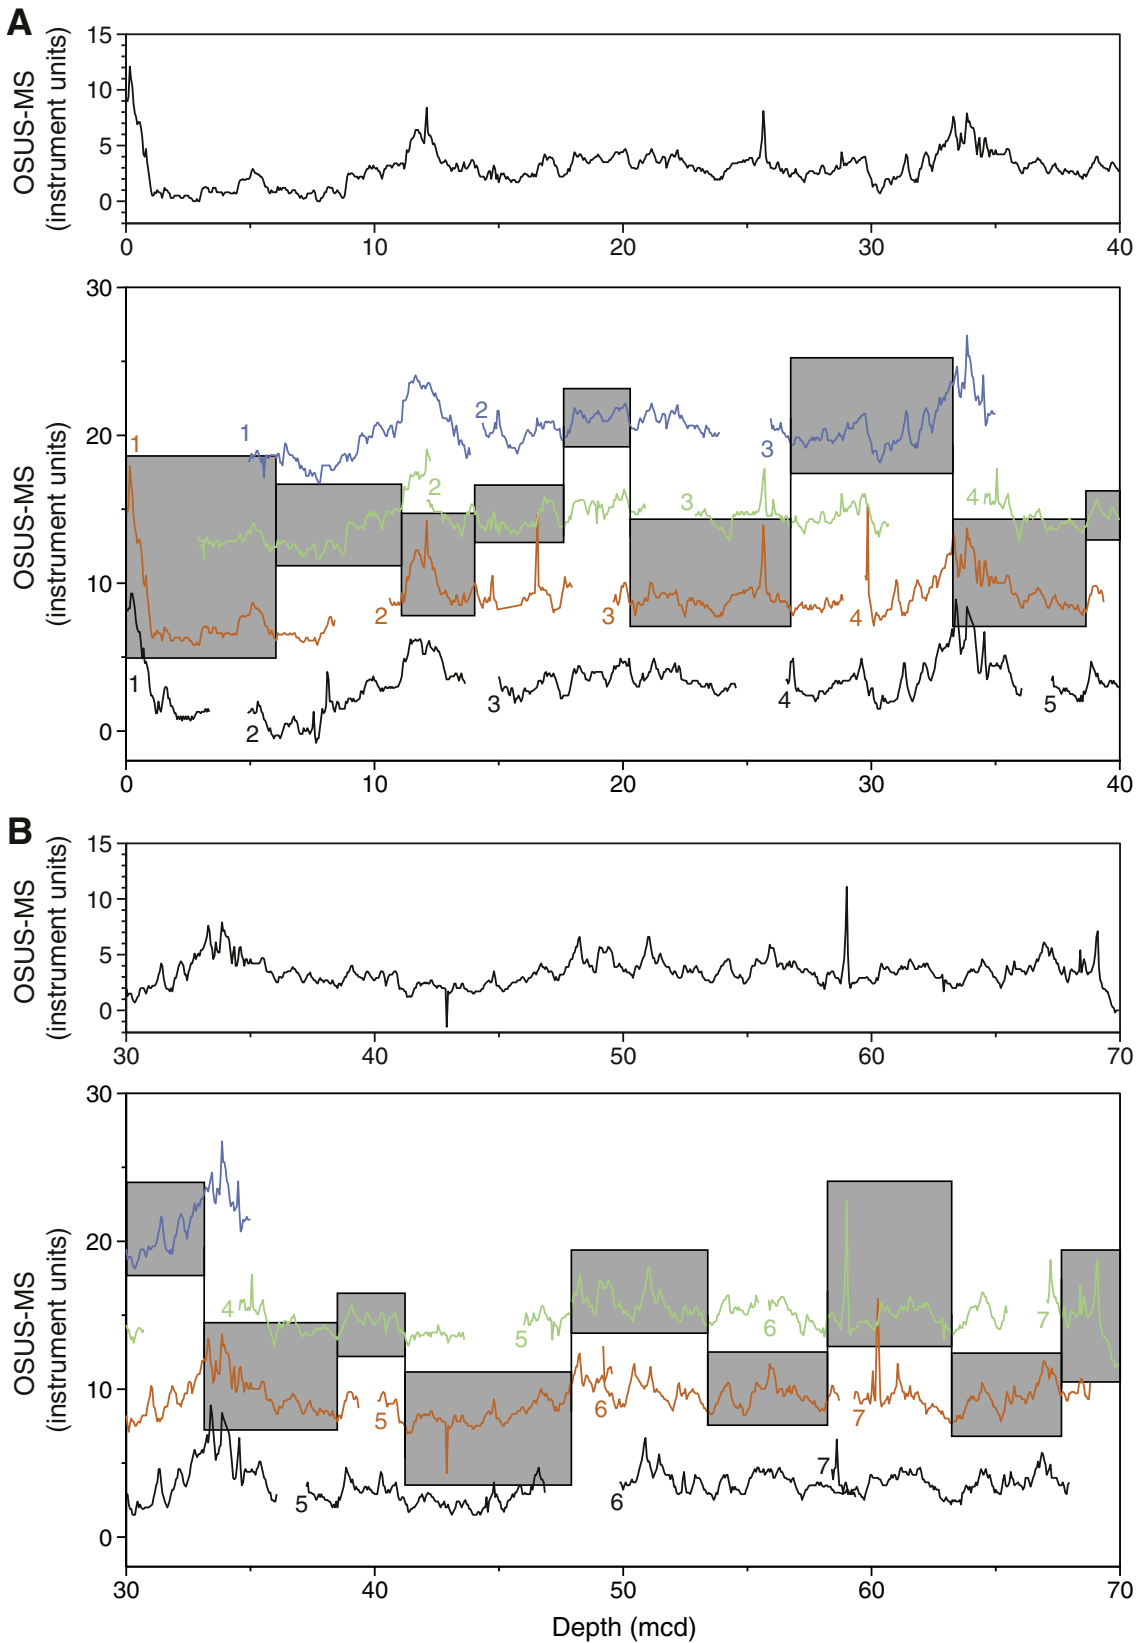 A
OSUS-MS
(instrument units)
15
10
5
0
0 10 20 30 40
OSUS-MS
(instrument units)
30
20
10
0
1 1 2 3 4
1 2 3
1 2 3 4
1 2 3 4 5
0 10 20 30 40
B
OSUS-MS
(instrument units)
15
10
5
0
30 40 50 60 70
OSUS-MS
(instrument units)
30
20
10
0
4 5 6 7
5 6 7
5 6 7
30 40 50 60 70
Depth (mcd)